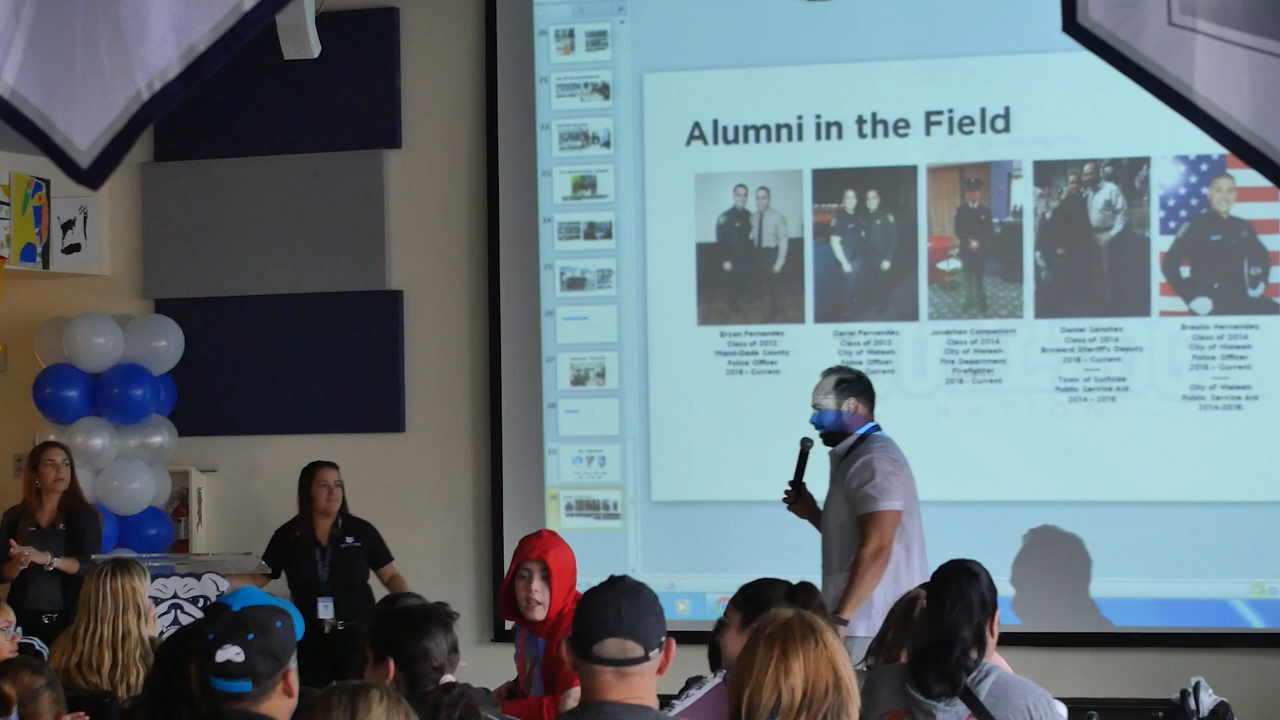 Alumni in the Field
Bryan Fernandez
Class of 2012
Miami-Dade County
Police Officer
2018 - Current
Daniel Fernandez
Class of 2012
City of Hialeah
Police Officer
Current
Jonathan
Class of 2014
City of Hialeah
Fire Department
Firefighter
2018 - Current
Daniel Sanchez
Class of 2014
Broward Sheriff's Deputy
2018 - Current
Town of Surfside
Public Service Aid
2014 - 2018
Braulio Hernandez
Class of 2014
City of Hialeah
Police Officer
2018 - Current
City of Hialeah
Public Service Aid
2014-2018